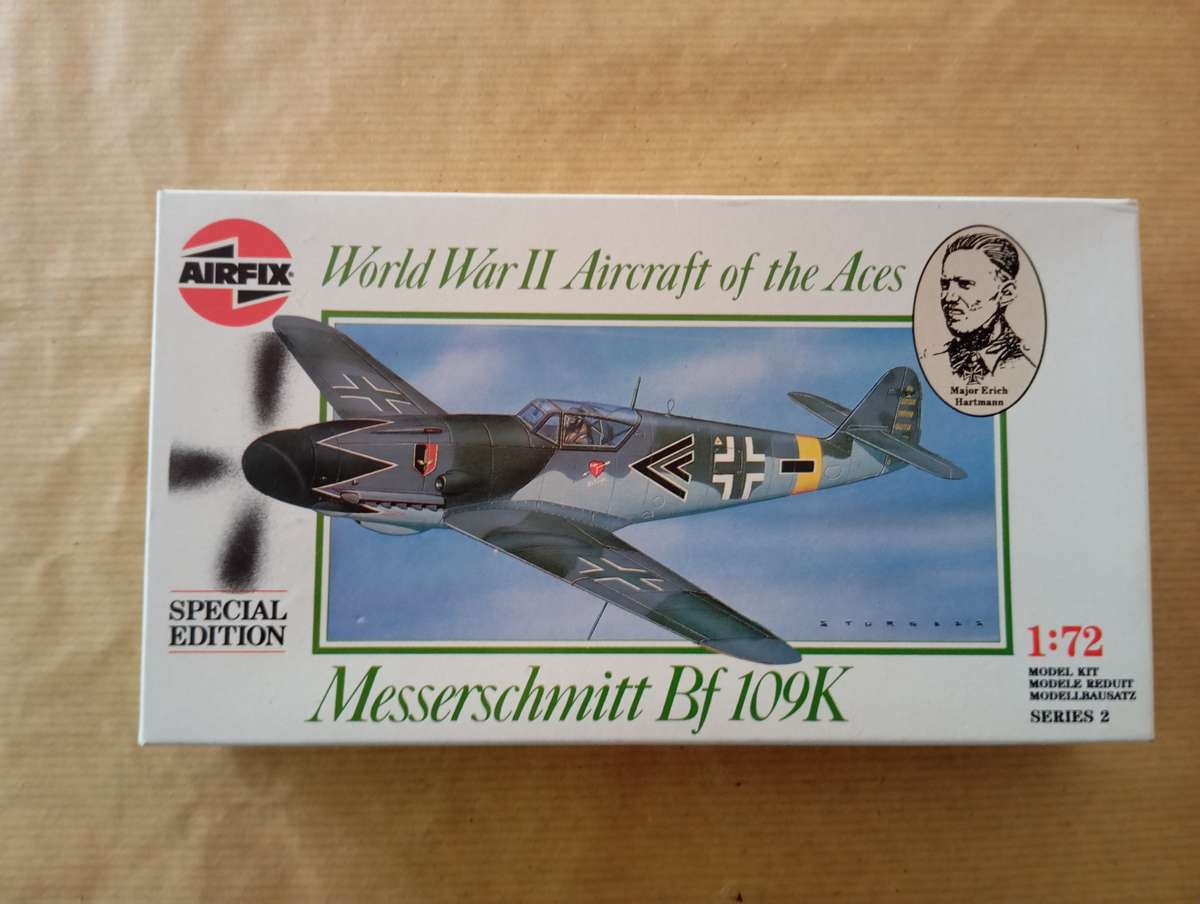 AIRFIX
World War II Aircraft of the Aces
Major Erich
Hartmann
SPECIAL
EDITION
1:72
MODEL KIT
MODELE REDUIT
MODELLBAUSATZ
SERIES 2
Messerschmitt Bf 109K